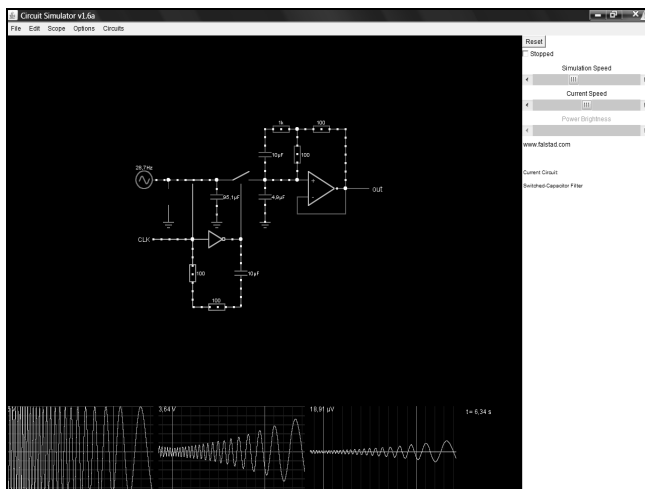 Circuit Simulator v1.6a
File Edit Scope Options Circuits
Reset
Stopped
Simulation Speed
Current Speed
Power Brightness
www.falstad.com
Current Circuit:
Switched-Capacitor Filter
1k 100
10µF 100
28,7Hz
+
-
out
95,1µF 4,9µF
CLK
100 10µF
100
3,64 V 18,91 µV t = 6,34 s